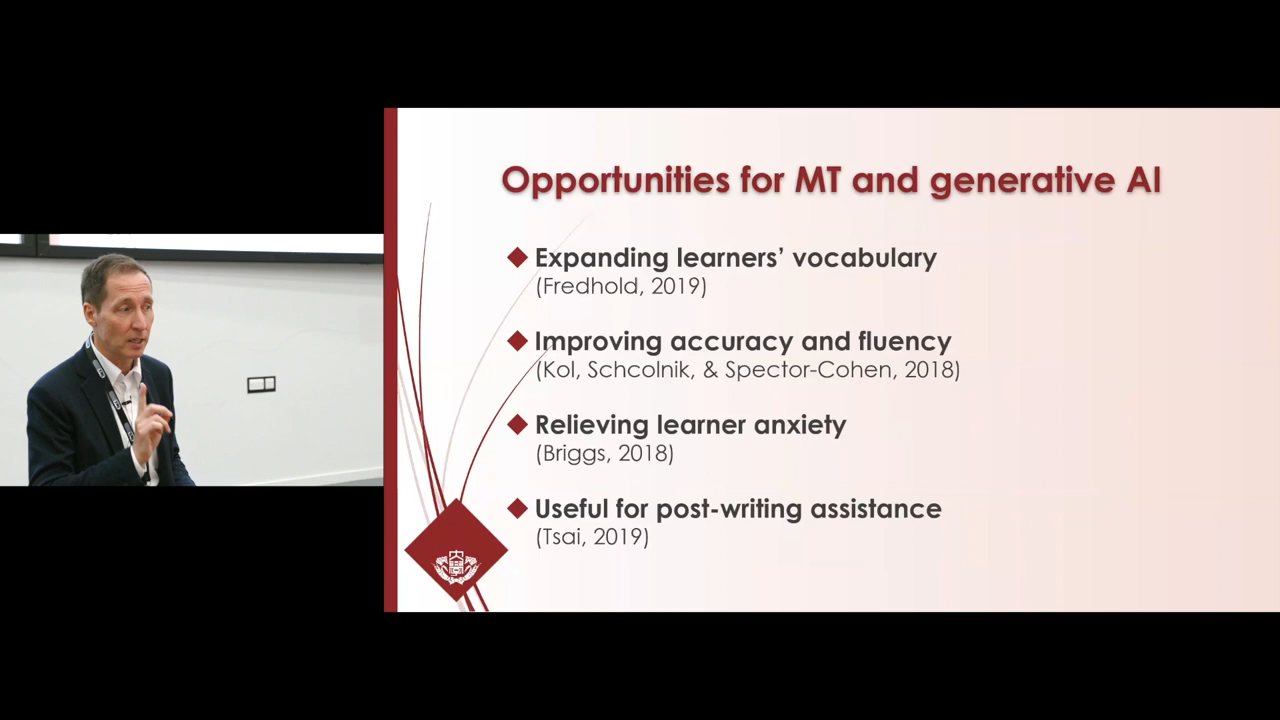 Opportunities for MT and generative AI
Expanding learners’ vocabulary
(Fredhold, 2019)
Improving accuracy and fluency
(Kol, Schcolnik, & Spector-Cohen, 2018)
Relieving learner anxiety
(Briggs, 2018)
Useful for post-writing assistance
(Tsai, 2019)